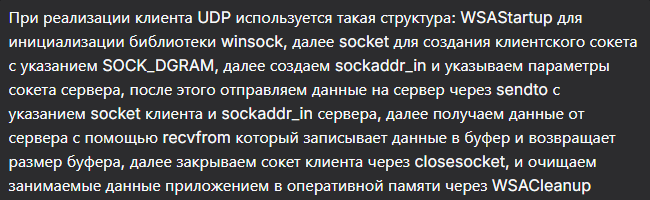 При реализации клиента UDP используется такая структура: WSAStartup для
инициализации библиотеки winsock, далее socket для создания клиентского сокета
с указанием SOCK_DGRAM, далее создаем sockaddr_in и указываем параметры
сокета сервера, после этого отправляем данные на сервер через sendto с
указанием socket клиента и sockaddr_in сервера, далее получаем данные от
сервера с помощью recvfrom который записывает данные в буфер и возвращает
размер буфера, далее закрываем сокет клиента через closesocket, и очищаем
занимаемые данные приложением в оперативной памяти через WSACleanup